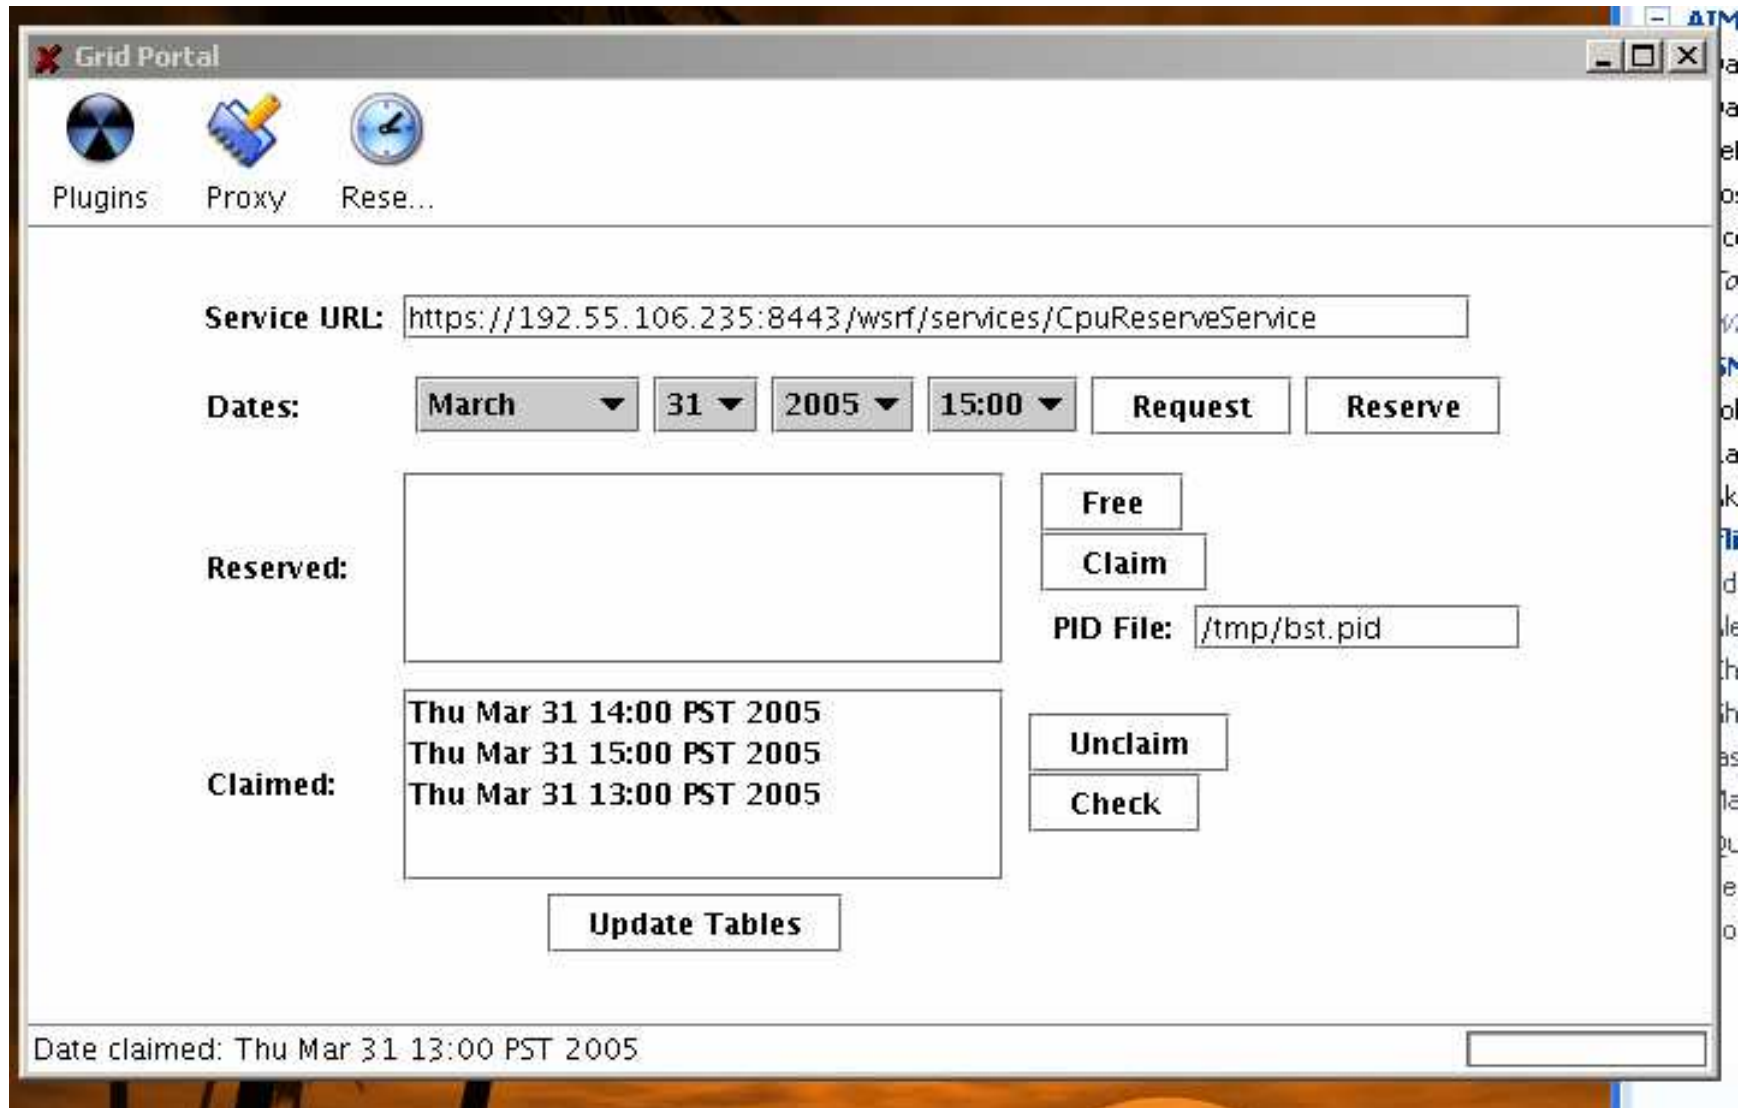 Grid Portal
Plugins Proxy Rese...
Service URL: https://192.55.106.235:8443/wsrf/services/CpuReserveService
Dates: March 31 2005 15:00 Request Reserve
Free
Claim
Reserved:
PID File: /tmp/bst.pid
Thu Mar 31 14:00 PST 2005
Unclaim
Thu Mar 31 15:00 PST 2005
Claimed:
Thu Mar 31 13:00 PST 2005
Check
Update Tables
Date claimed: Thu Mar 31 13:00 PST 2005